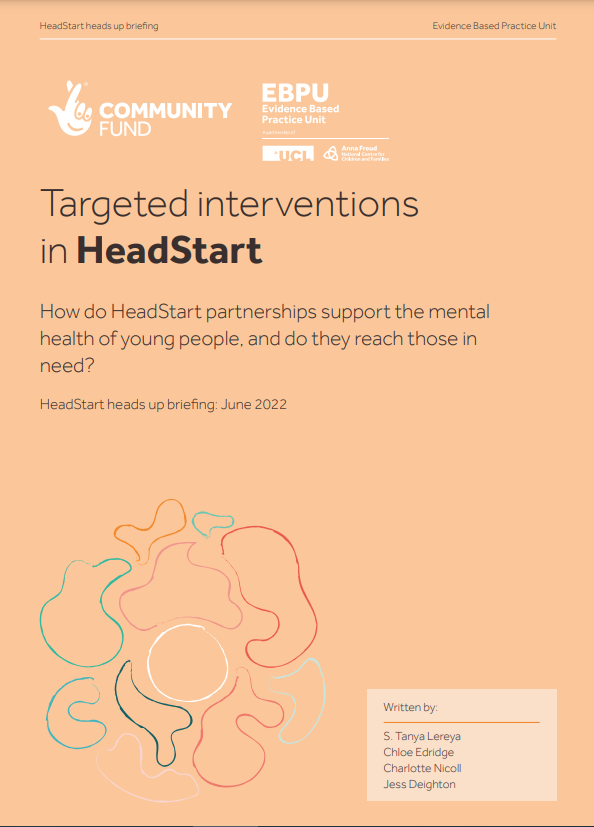 HeadStart heads up briefing
Evidence Based Practice Unit
COMMUNITY
FUND
EBPU
Evidence Based
Practice Unit
A partnership of
UCL
Anna Freud
National Centre for
Children and Families
Targeted interventions
in HeadStart
How do HeadStart partnerships support the mental
health of young people, and do they reach those in
need?
HeadStart heads up briefing: June 2022
Written by:
S. Tanya Lereya
Chloe Edridge
Charlotte Nicoll
Jess Deighton